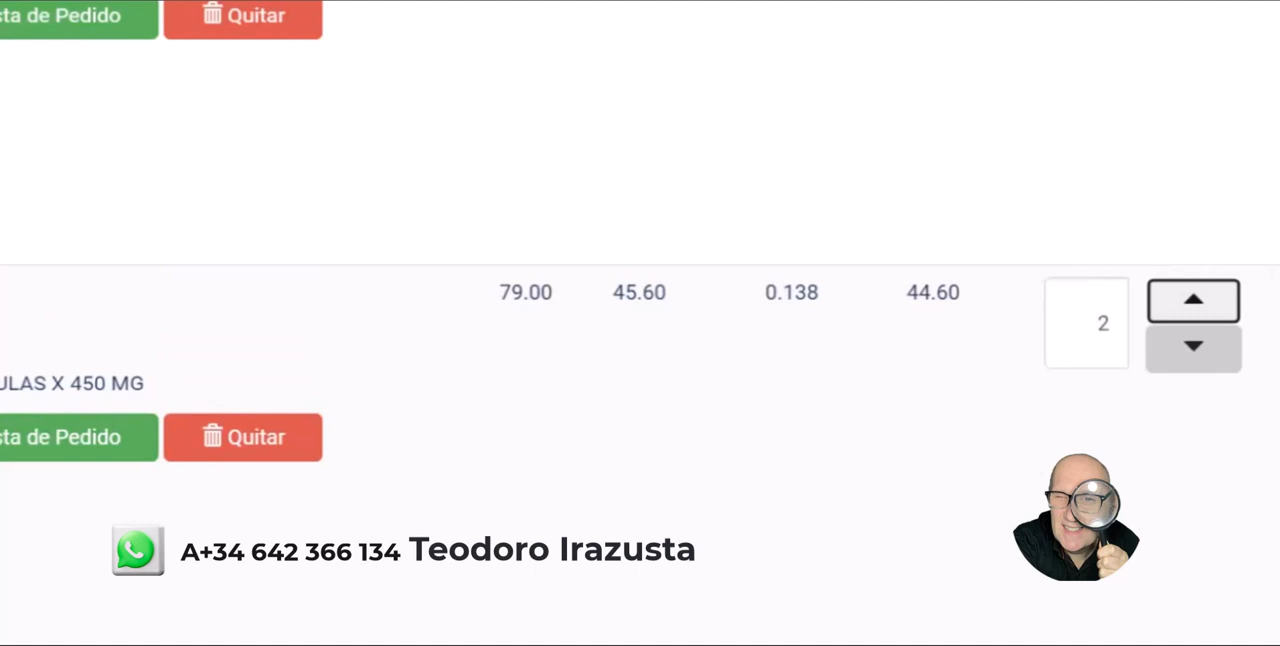 sta de Pedido Quitar
79.00 45.60 0.138 44.60 2
ULAS X 450 MG
sta de Pedido Quitar
A+34 642 366 134 Teodoro Irazusta